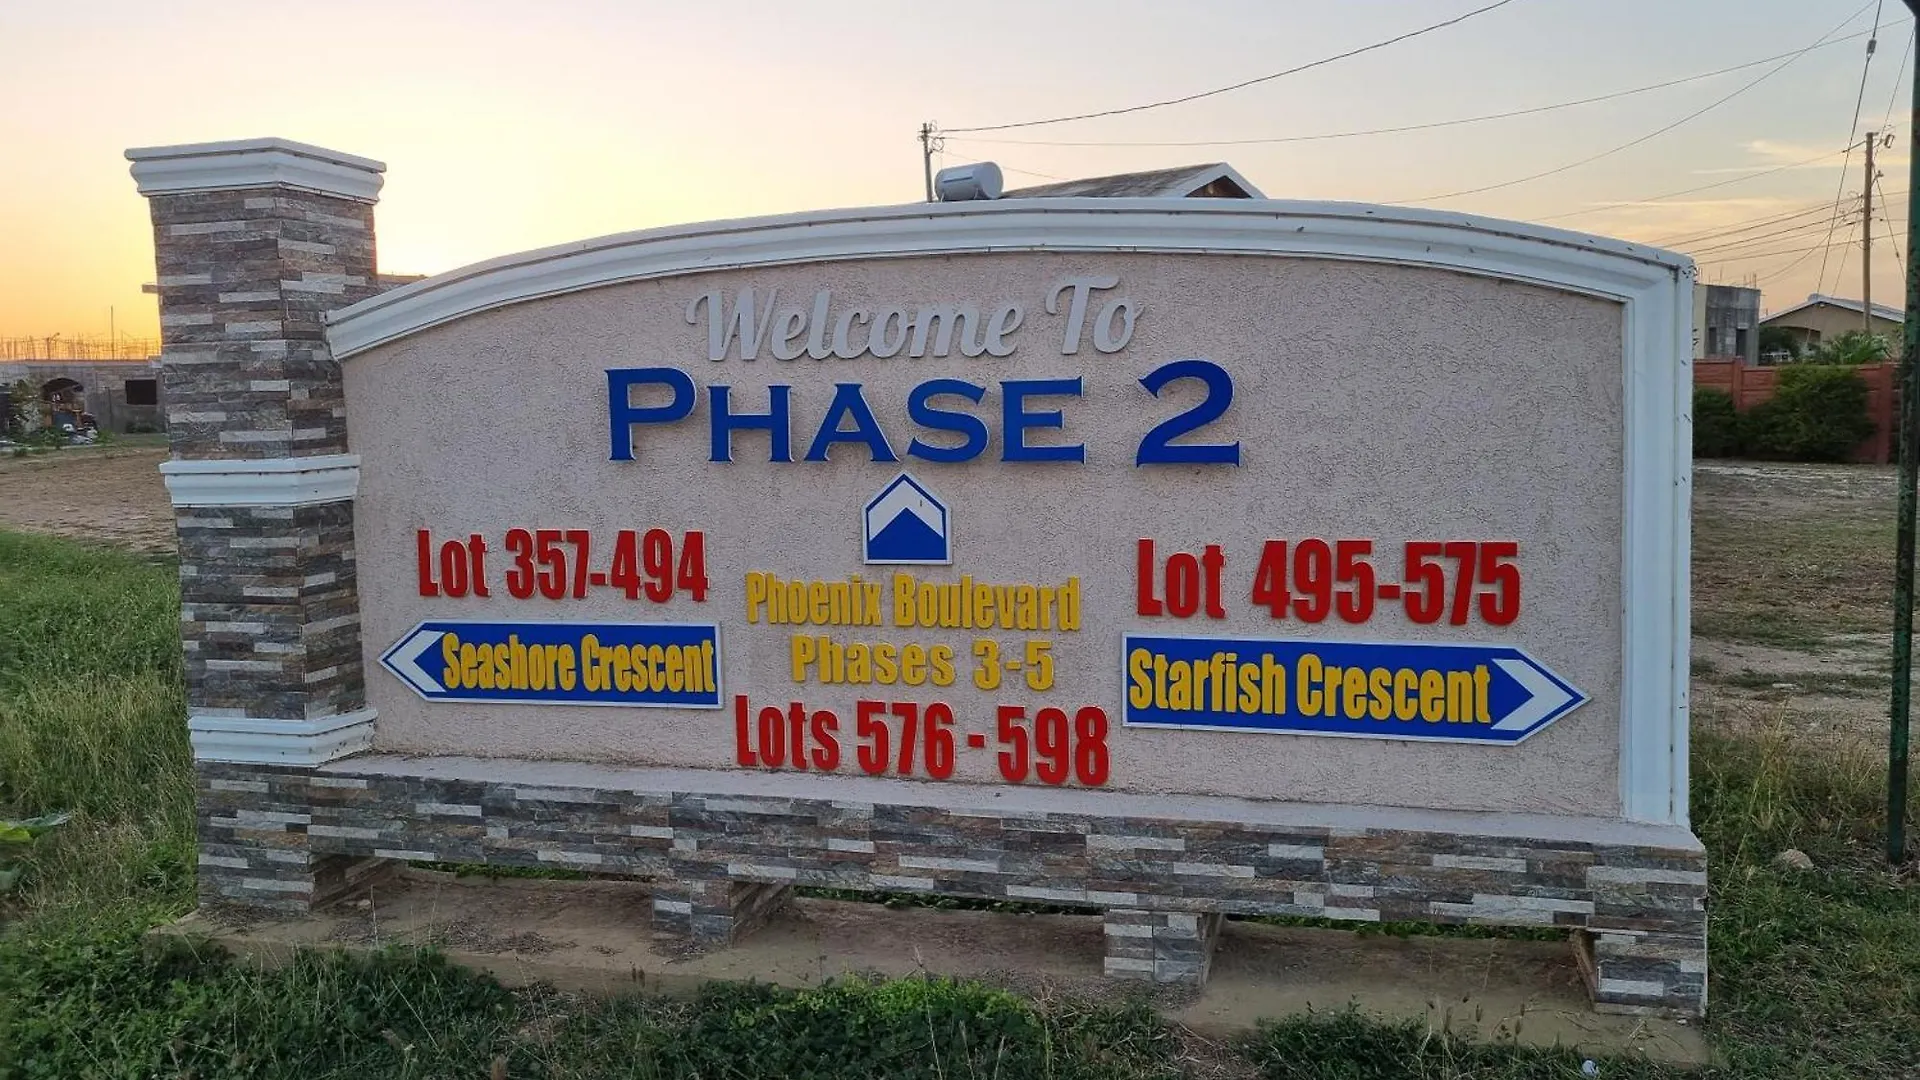 Welcome To
PHASE 2
Lot 357-494
Seashore Crescent
Phoenix Boulevard
Phases 3-5
Lots 576-598
Lot 495-575
Starfish Crescent